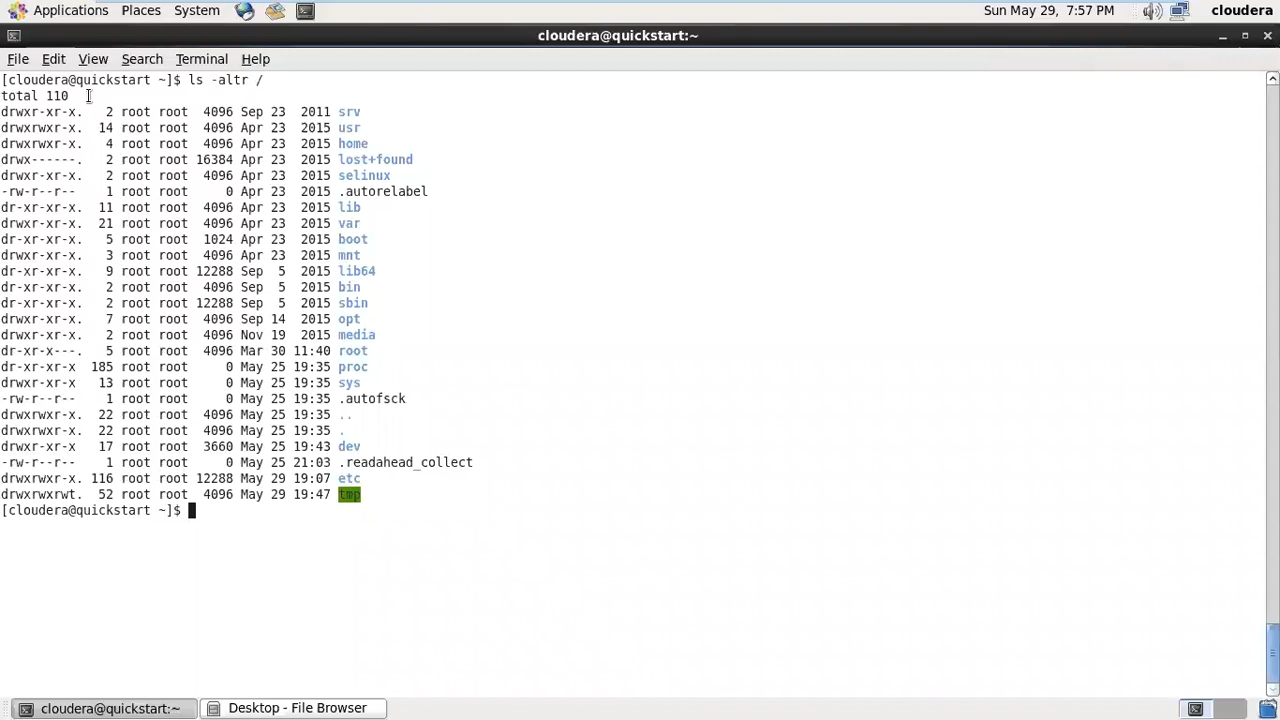 Applications Places System Sun May 29, 7:57 PM cloudera
cloudera@quickstart:~
File Edit View Search Terminal Help
[cloudera@quickstart ~]$ ls -altr /
total 110
drwxr-xr-x.   2 root root  4096 Sep 23  2011 srv
drwxrwxr-x.  14 root root  4096 Apr 23  2015 usr
drwxrwxr-x.   4 root root  4096 Apr 23  2015 home
drwx------.   2 root root 16384 Apr 23  2015 lost+found
drwxr-xr-x.   2 root root  4096 Apr 23  2015 selinux
-rw-r--r--    1 root root     0 Apr 23  2015 .autorelabel
dr-xr-xr-x.  11 root root  4096 Apr 23  2015 lib
drwxr-xr-x.  21 root root  4096 Apr 23  2015 var
dr-xr-xr-x.   5 root root  1024 Apr 23  2015 boot
drwxr-xr-x.   3 root root  4096 Apr 23  2015 mnt
dr-xr-xr-x.   9 root root 12288 Sep  5  2015 lib64
dr-xr-xr-x.   2 root root  4096 Sep  5  2015 bin
dr-xr-xr-x.   2 root root 12288 Sep  5  2015 sbin
drwxrwxr-x.   7 root root  4096 Sep 14  2015 opt
drwxr-xr-x.   2 root root  4096 Nov 19  2015 media
dr-xr-x---.   5 root root  4096 Mar 30 11:40 root
dr-xr-xr-x  185 root root     0 May 25 19:35 proc
drwxr-xr-x   13 root root     0 May 25 19:35 sys
-rw-r--r--    1 root root     0 May 25 19:35 .autofsck
drwxrwxr-x.  22 root root  4096 May 25 19:35 ..
drwxrwxr-x.  22 root root  4096 May 25 19:35 .
drwxr-xr-x   17 root root  3660 May 25 19:43 dev
-rw-r--r--    1 root root     0 May 25 21:03 .readahead_collect
drwxrwxr-x. 116 root root 12288 May 29 19:07 etc
drwxrwxrwt.  52 root root  4096 May 29 19:47 tmp
[cloudera@quickstart ~]$
cloudera@quickstart:~ Desktop - File Browser